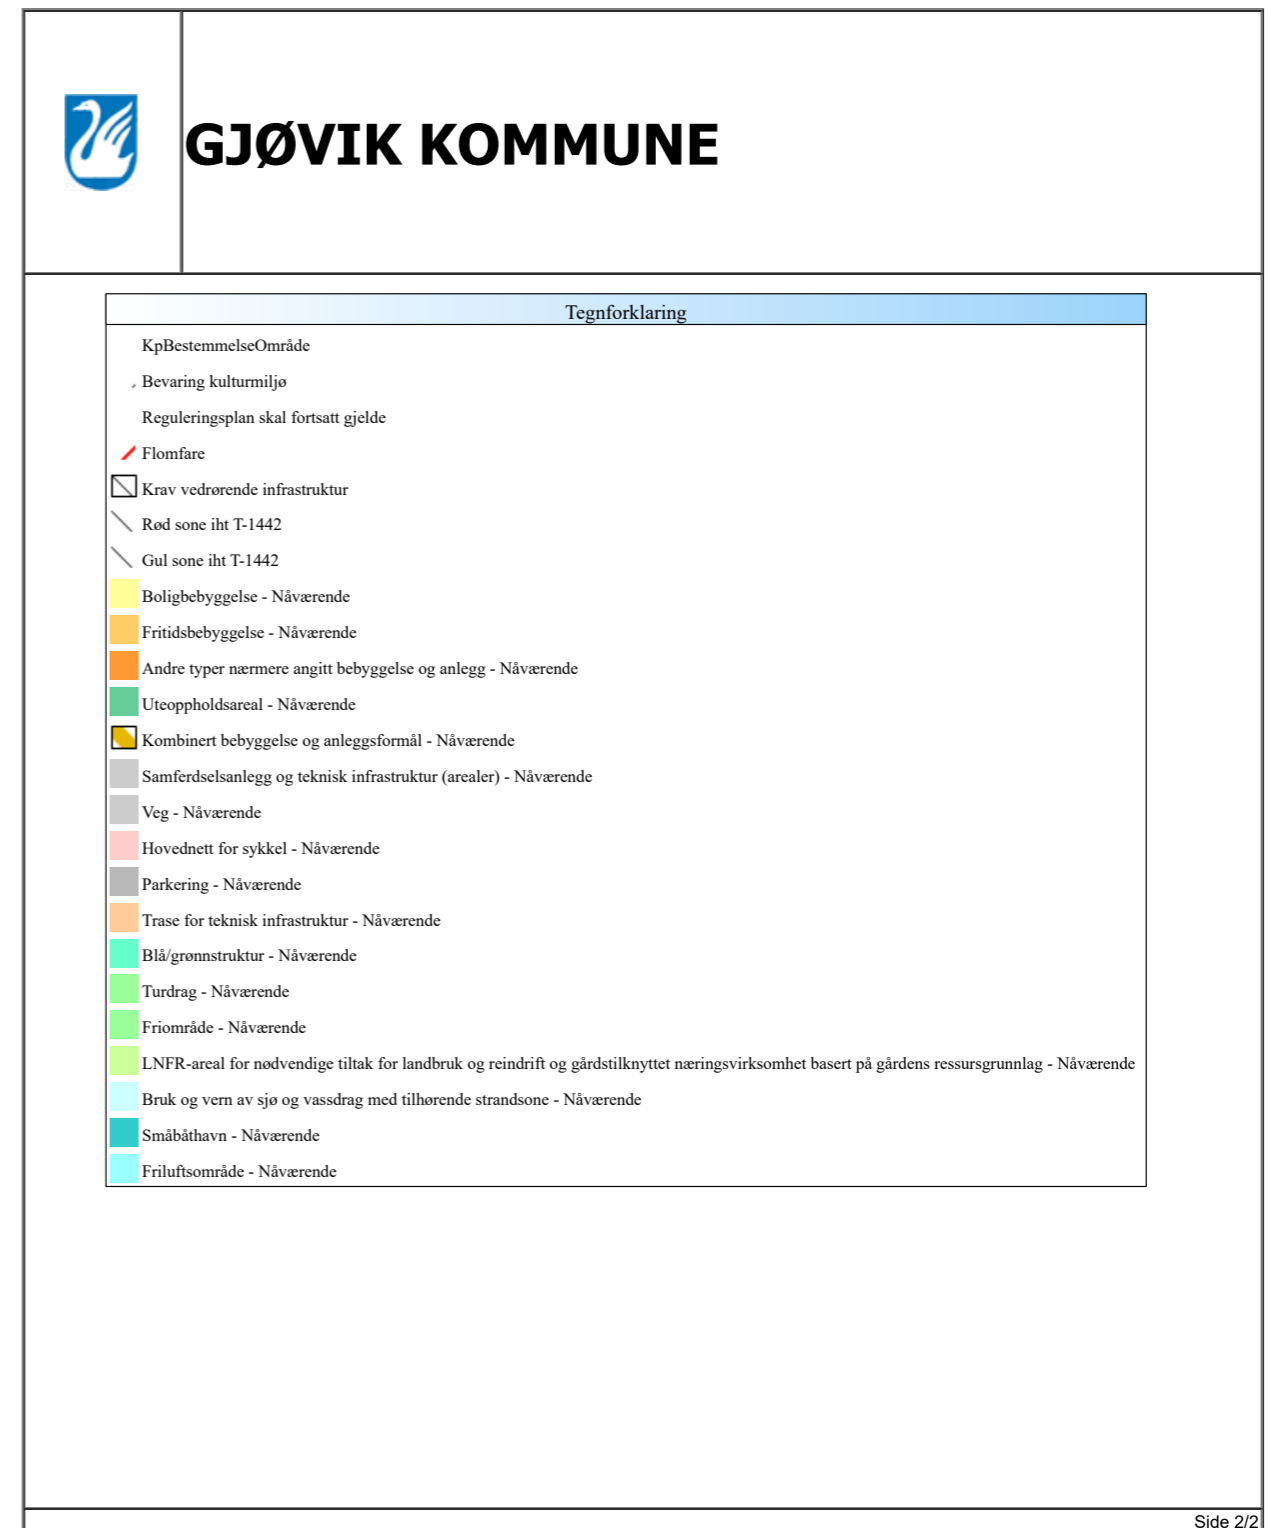 GJØVIK KOMMUNE
Tegnforklaring
KpBestemmelseOmråde
Bevaring kulturmiljø
Reguleringsplan skal fortsatt gjelde
Flomfare
Krav vedrørende infrastruktur
Rød sone iht T-1442
Gul sone iht T-1442
Boligbebyggelse - Nåværende
Fritidsbebyggelse - Nåværende
Andre typer nærmere angitt bebyggelse og anlegg - Nåværende
Uteoppholdsareal - Nåværende
Kombinert bebyggelse og anleggsformål - Nåværende
Samferdselsanlegg og teknisk infrastruktur (arealer) - Nåværende
Veg - Nåværende
Hovednett for sykkel - Nåværende
Parkering - Nåværende
Trase for teknisk infrastruktur - Nåværende
Blå/grønnstruktur - Nåværende
Turdrag - Nåværende
Friområde - Nåværende
LNFR-areal for nødvendige tiltak for landbruk og reindrift og gårdstilknyttet næringsvirksomhet basert på gårdens ressursgrunnlag - Nåværende
Bruk og vern av sjø og vassdrag med tilhørende strandsone - Nåværende
Småbåthavn - Nåværende
Friluftsområde - Nåværende
Side 2/2